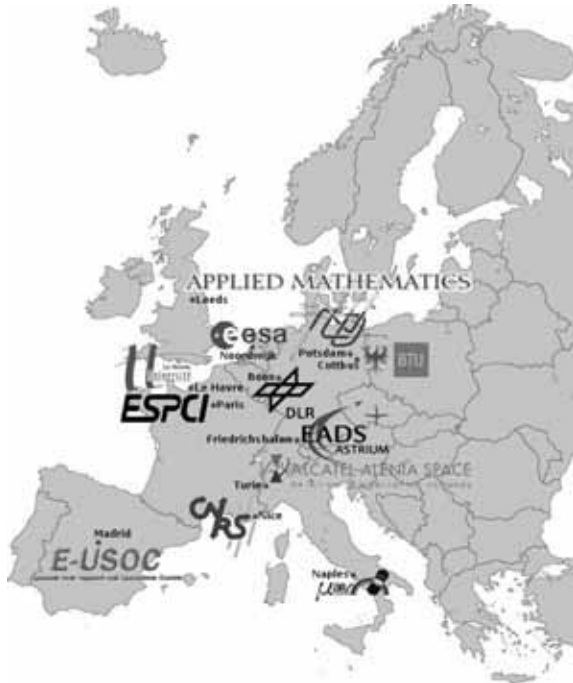 APPLIED MATHEMATICS
Leeds
esa
Noordwijk
Potsdam
Cottbus
BTU
Bonn
DLR
Le Havre
ESPCI
Paris
EADS
ASTRIUM
Friedrichshafen
ALCATEL ALENIA SPACE
Turin
CNRS
Nice
Madrid
E-USOC
Naples